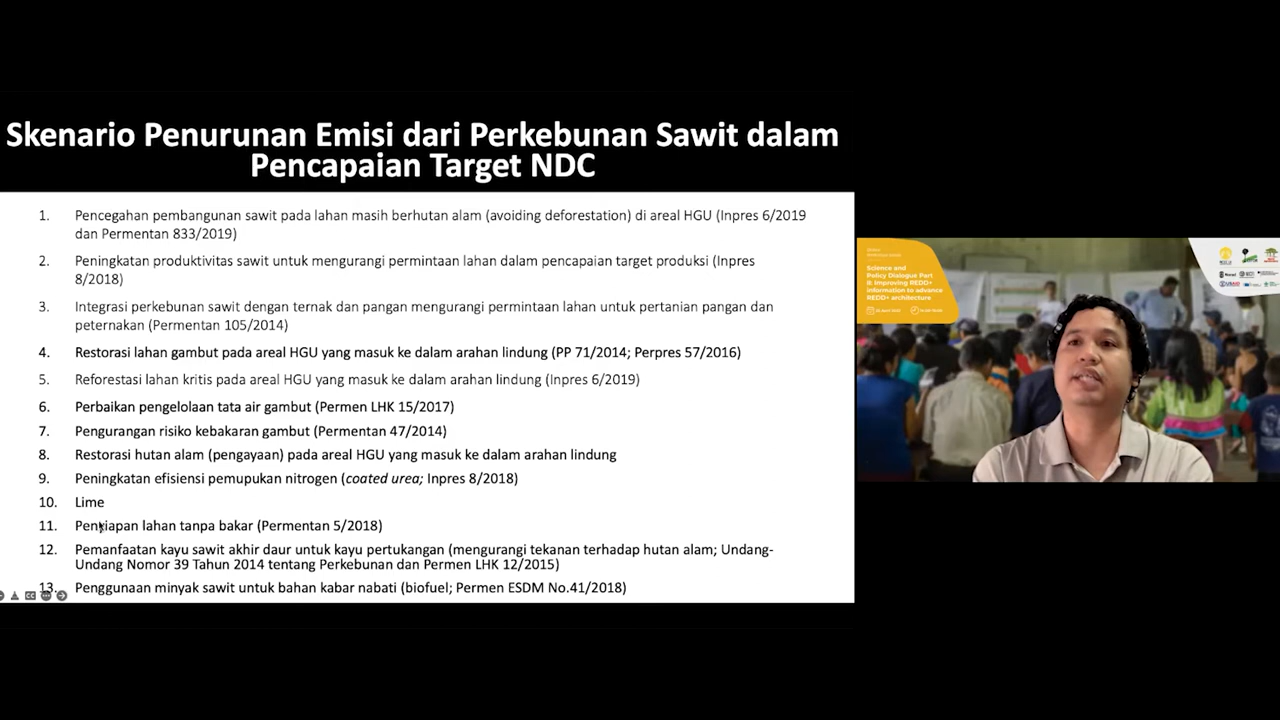 Skenario Penurunan Emisi dari Perkebunan Sawit dalam
Pencapaian Target NDC
1. Pencegahan pembangunan sawit pada lahan masih berhutan alam (avoiding deforestation) di areal HGU (Inpres 6/2019
dan Permentan 833/2019)
2. Peningkatan produktivitas sawit untuk mengurangi permintaan lahan dalam pencapaian target produksi (Inpres
8/2018)
3. Integrasi perkebunan sawit dengan ternak dan pangan mengurangi permintaan lahan untuk pertanian pangan dan
peternakan (Permentan 105/2014)
4. Restorasi lahan gambut pada areal HGU yang masuk ke dalam arahan lindung (PP 71/2014; Perpres 57/2016)
5. Reforestasi lahan kritis pada areal HGU yang masuk ke dalam arahan lindung (Inpres 6/2019)
6. Perbaikan pengelolaan tata air gambut (Permen LHK 15/2017)
7. Pengurangan risiko kebakaran gambut (Permentan 47/2014)
8. Restorasi hutan alam (pengayaan) pada areal HGU yang masuk ke dalam arahan lindung
9. Peningkatan efisiensi pemupukan nitrogen (coated urea; Inpres 8/2018)
10. Lime
11. Penyiapan lahan tanpa bakar (Permentan 5/2018)
12. Pemanfaatan kayu sawit akhir daur untuk kayu pertukangan (mengurangi tekanan terhadap hutan alam; Undang-
Undang Nomor 39 Tahun 2014 tentang Perkebunan dan Permen LHK 12/2015)
13. Penggunaan minyak sawit untuk bahan kabar nabati (biofuel; Permen ESDM No.41/2018)
Science and
Policy Dialogue Part
II: Improving REDD+
information to advance
REDD+ architecture
USAID